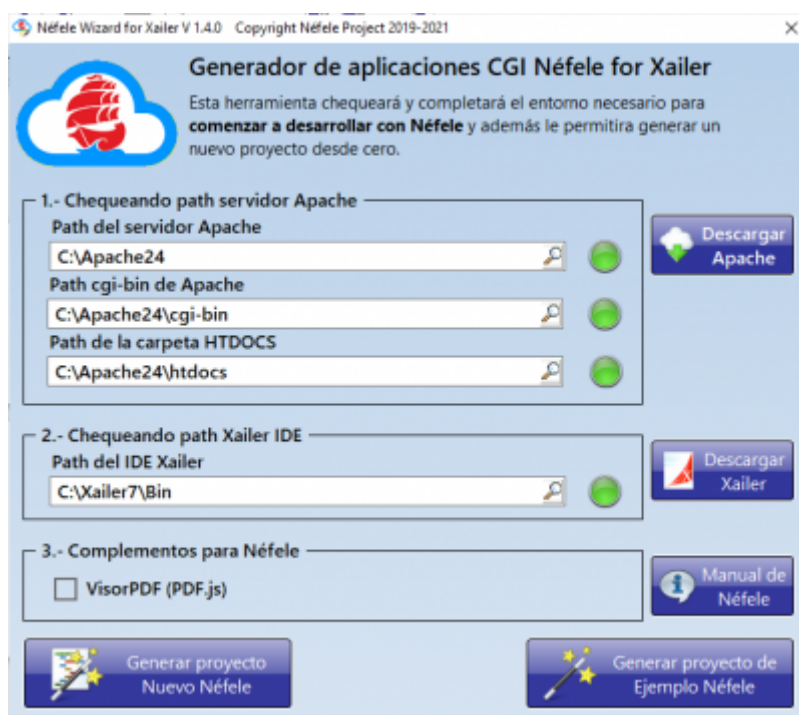 Néfele Wizard for Xailer V 1.4.0 Copyright Néfele Project 2019-2021
Generador de aplicaciones CGI Néfele for Xailer
Esta herramienta chequeará y completará el entorno necesario para
comenzar a desarrollar con Néfele y además le permitira generar un
nuevo proyecto desde cero.
1.- Chequeando path servidor Apache
Path del servidor Apache
C:\Apache24
Descargar
Apache
Path cgi-bin de Apache
C:\Apache24\cgi-bin
Path de la carpeta HTDOCS
C:\Apache24\htdocs
2.- Chequeando path Xailer IDE
Path del IDE Xailer
C:\Xailer7\Bin
Descargar
Xailer
3.- Complementos para Néfele
VisorPDF (PDF.js)
Manual de
Néfele
Generar proyecto
Nuevo Néfele
Generar proyecto de
Ejemplo Néfele